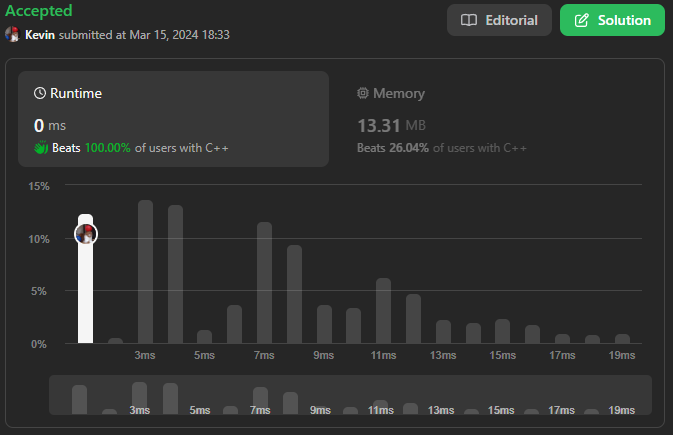 Accepted
Kevin submitted at Mar 15, 2024 18:33
Editorial
Solution
Runtime
0 ms
Beats 100.00% of users with C++
Memory
13.31 MB
Beats 26.04% of users with C++
15%
10%
5%
0%
3ms 5ms 7ms 9ms 11ms 13ms 15ms 17ms 19ms
3ms 5ms 7ms 9ms 11ms 13ms 15ms 17ms 19ms